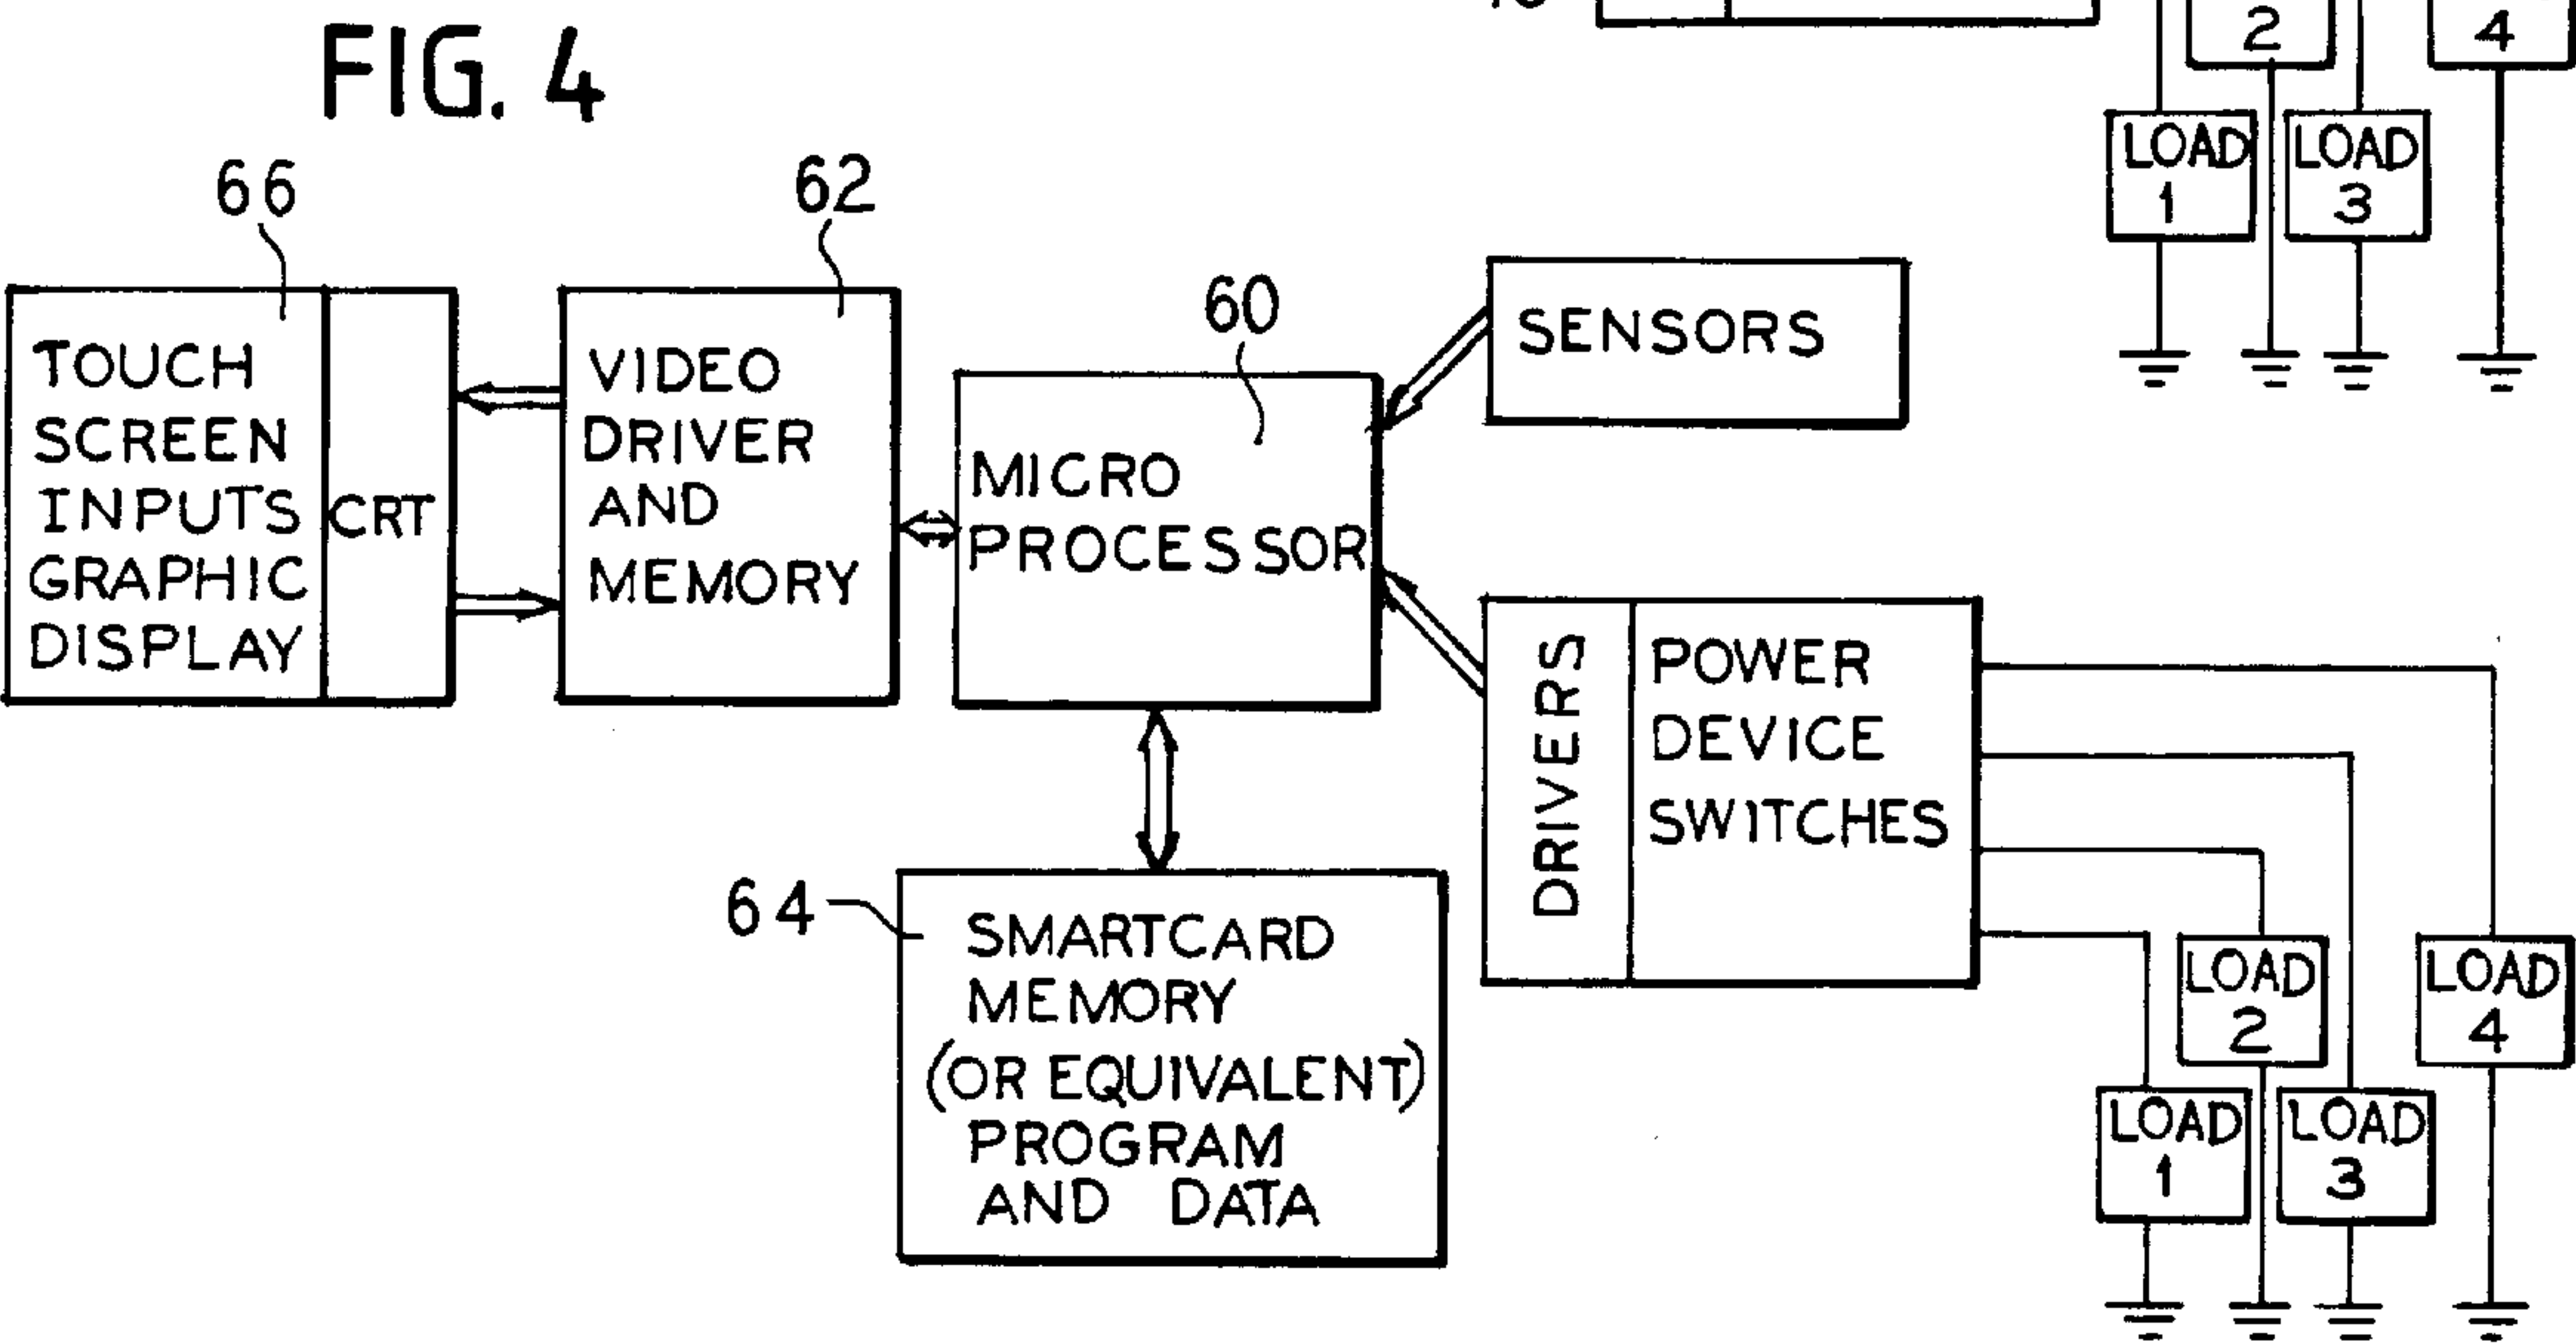 FIG. 4
2
4
LOAD
1
LOAD
3
66
62
60
TOUCH
SCREEN
INPUTS
GRAPHIC
DISPLAY
CRT
VIDEO
DRIVER
AND
MEMORY
MICRO
PROCESSOR
SENSORS
DRIVERS
POWER
DEVICE
SWITCHES
64
SMARTCARD
MEMORY
(OR EQUIVALENT)
PROGRAM
AND DATA
LOAD
2
LOAD
4
LOAD
1
LOAD
3